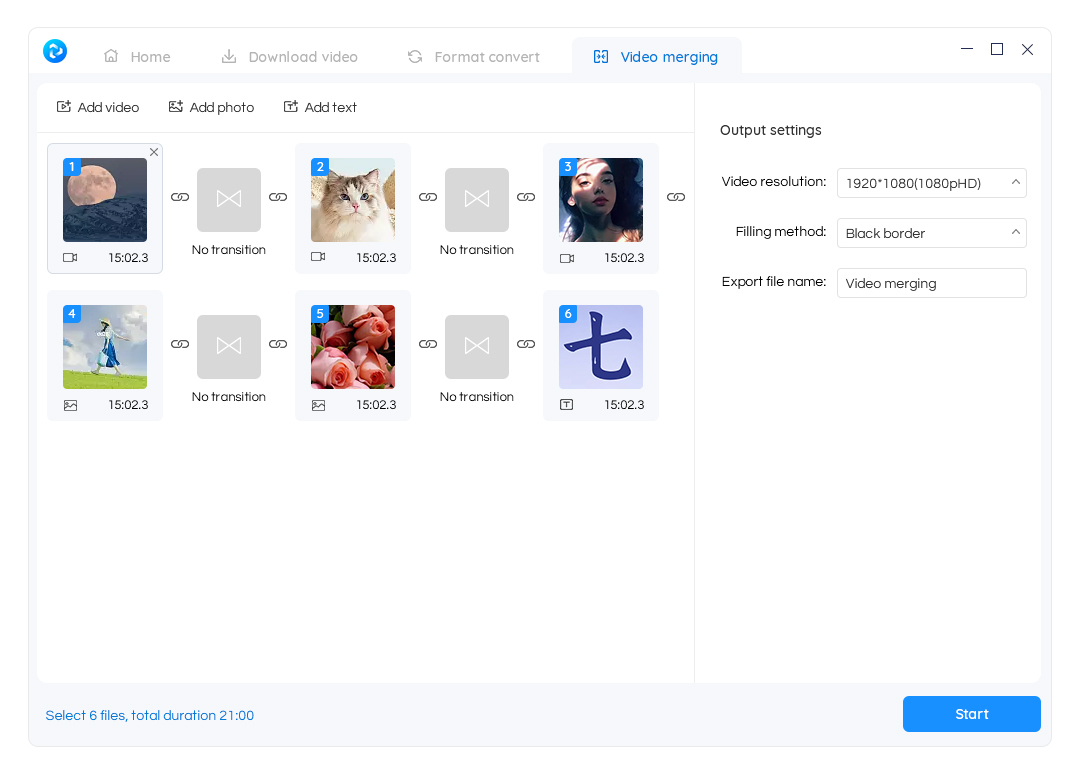 Home
Download video
Format convert
Video merging
Add video
Add photo
Add text
1
2
3
No transition
No transition
15:02.3
15:02.3
15:02.3
4
5
6
七
No transition
No transition
15:02.3
15:02.3
15:02.3
Output settings
Video resolution:
1920*1080(1080pHD)
Filling method:
Black border
Export file name:
Video merging
Select 6 files, total duration 21:00
Start